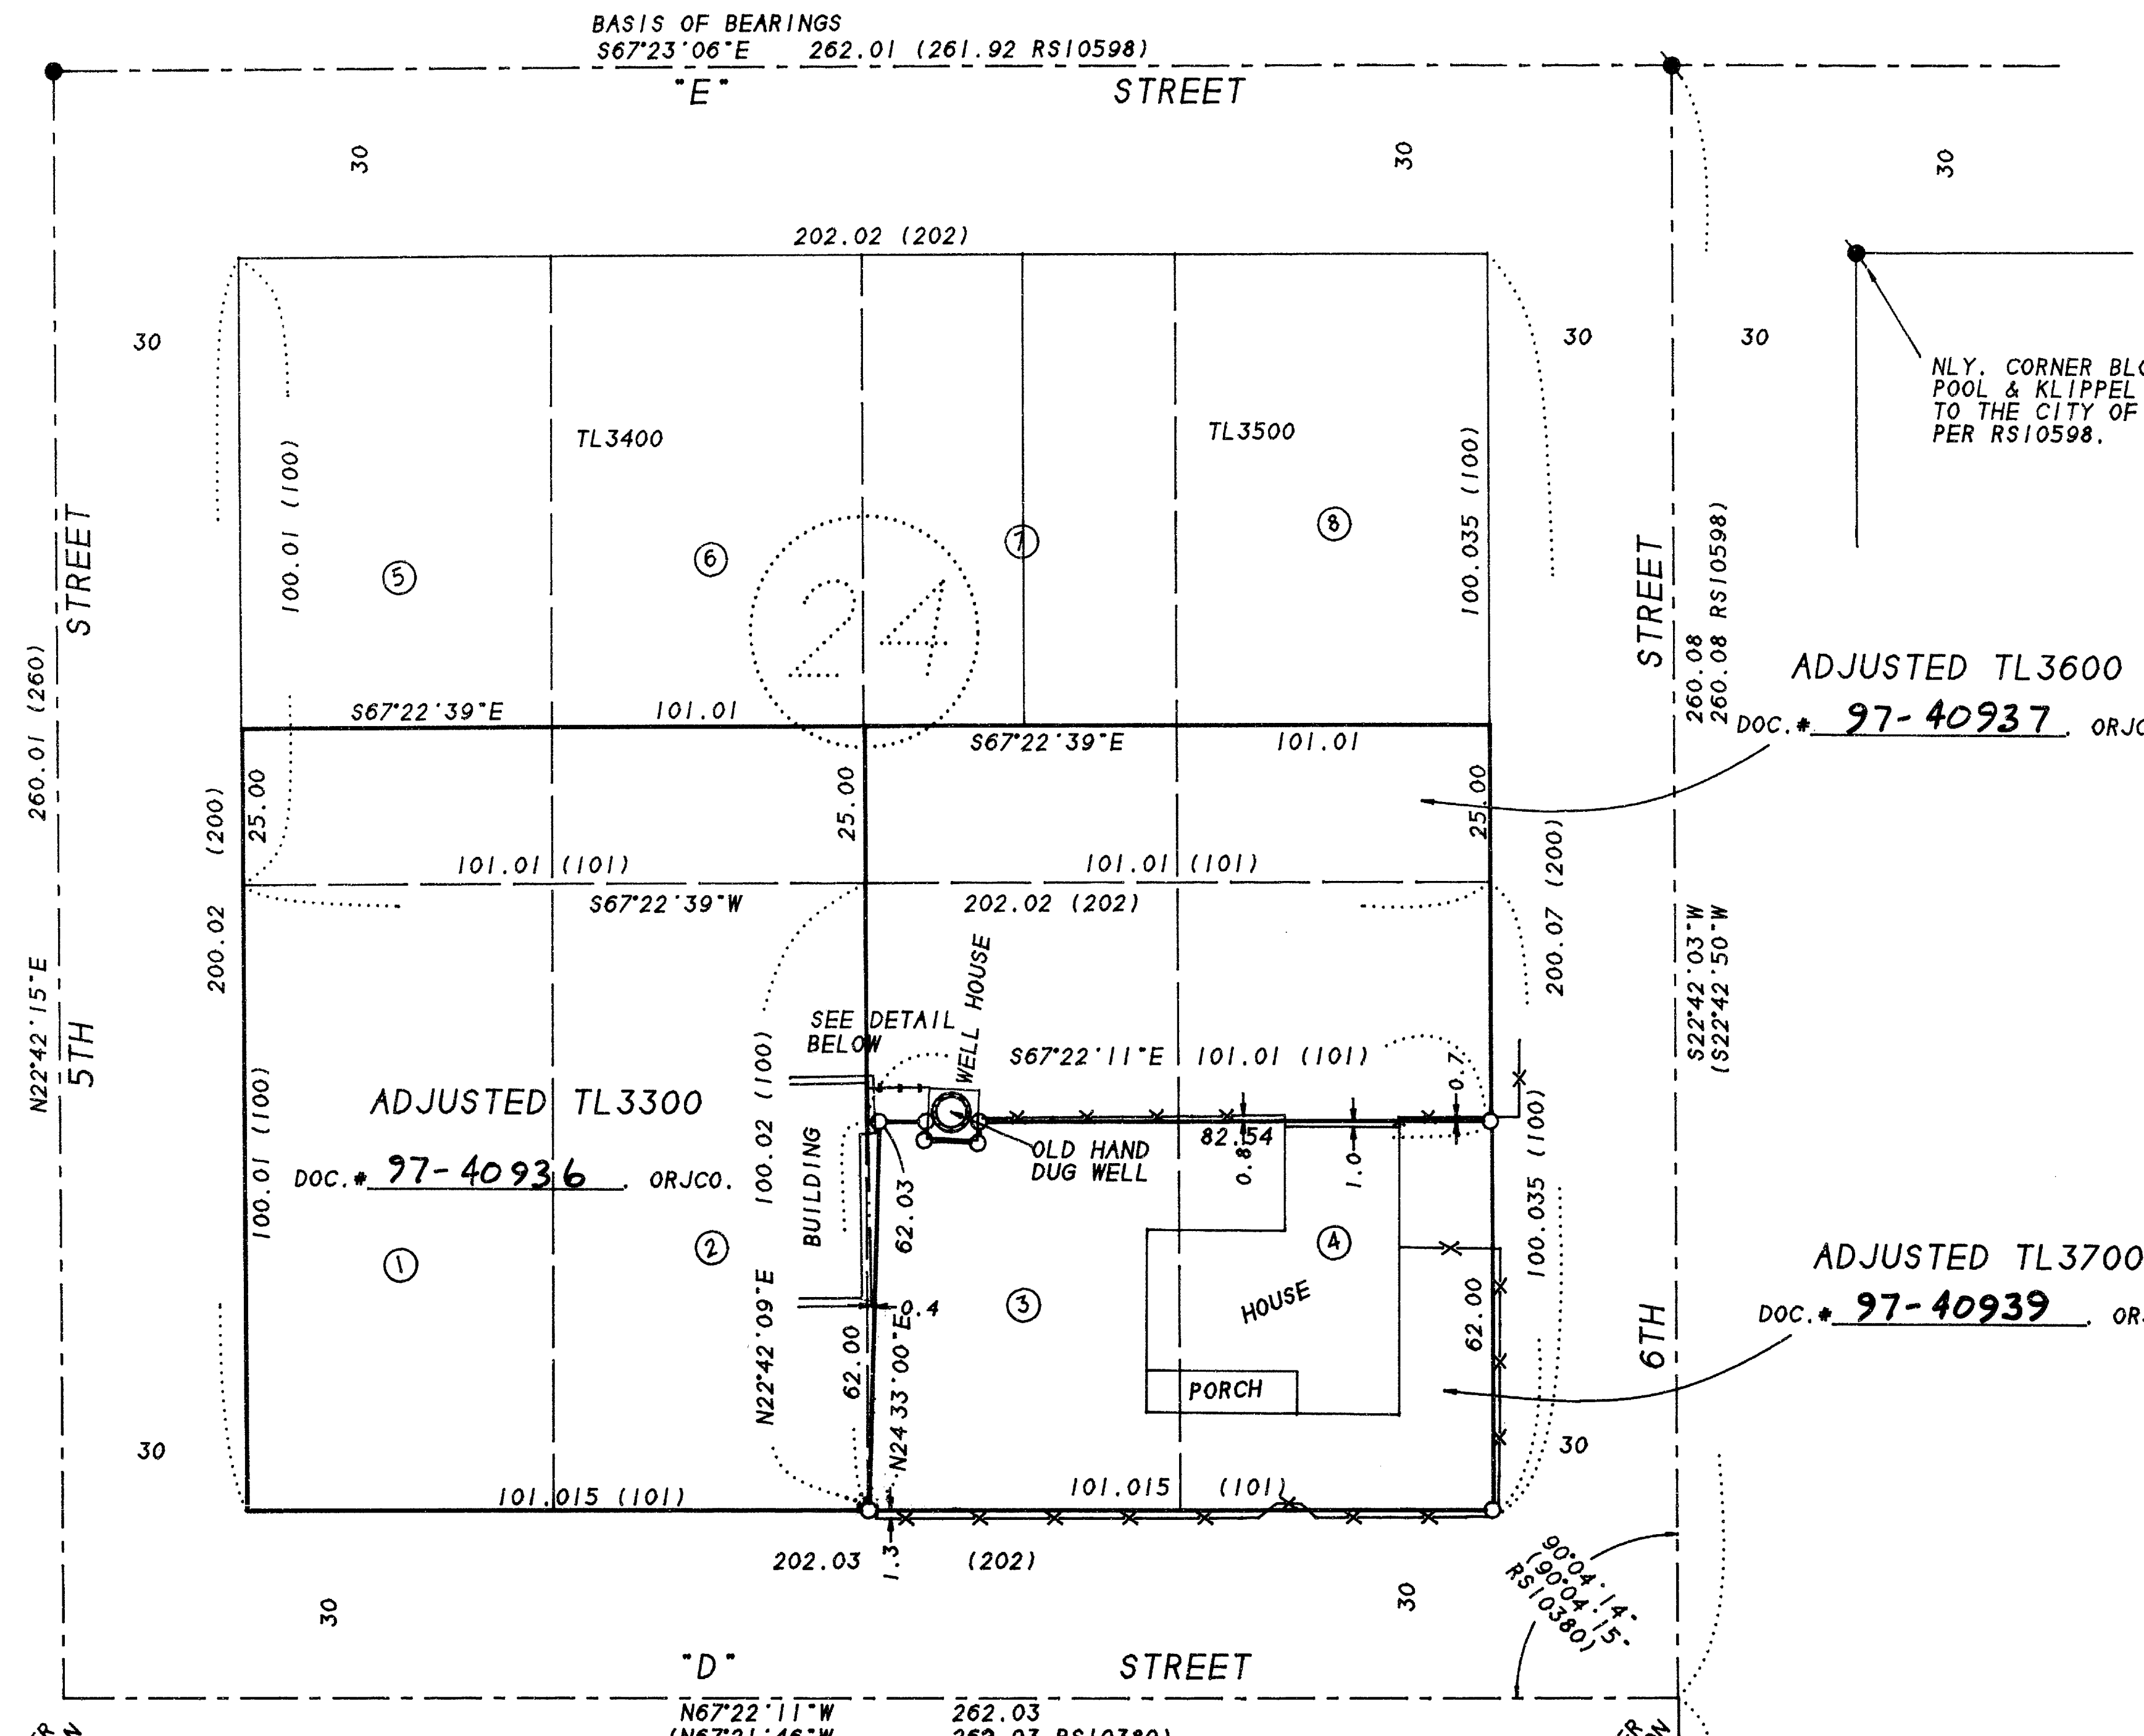 BASIS OF BEARINGS
S67°23'06"E 262.01 (261.92 RS10598)
"E" STREET
30
30
30
202.02 (202)
30
30
30
NLY. CORNER
POOL & KLIPPEL
TO THE CITY OF
PER RS10598.
TL3400
TL3500
100.01 (100)
100.035 (100)
5
6
7
8
24
STREET
5TH
260.01 (260)
N22°42'15"E
STREET
6TH
260.08
260.08 RS10598)
S22°42'03"W
(S22°42'50"W
ADJUSTED TL3600
DOC.# 97-40937.
S67°22'39"E 101.01
S67°22'39"E 101.01
25.00
25.00
25.00
200.02 (200)
200.07 (200)
101.01 (101)
101.01 (101)
S67°22'39"W 202.02 (202)
WELL HOUSE
SEE DETAIL
BELOW
S67°22'11"E 101.01 (101)
0.7
ADJUSTED TL3300
DOC.# 97-40936. ORJCO.
100.01 (100)
100.02 (100)
N22°42'09"E
BUILDING
OLD HAND
DUG WELL
82.54
0.8
1.0
100.035 (100)
62.03
62.00
N24°33'00"E
0.4
1
2
3
4
HOUSE
PORCH
62.00
ADJUSTED TL3700
DOC.# 97-40939.
30
30
101.015 (101)
101.015 (101)
1.3
202.03 (202)
30
30
90°04'14"
(90°04'15"
RS10380)
"D" STREET
N67°22'11"W 262.03
(N67°21'46"W 262.03 RS10380)